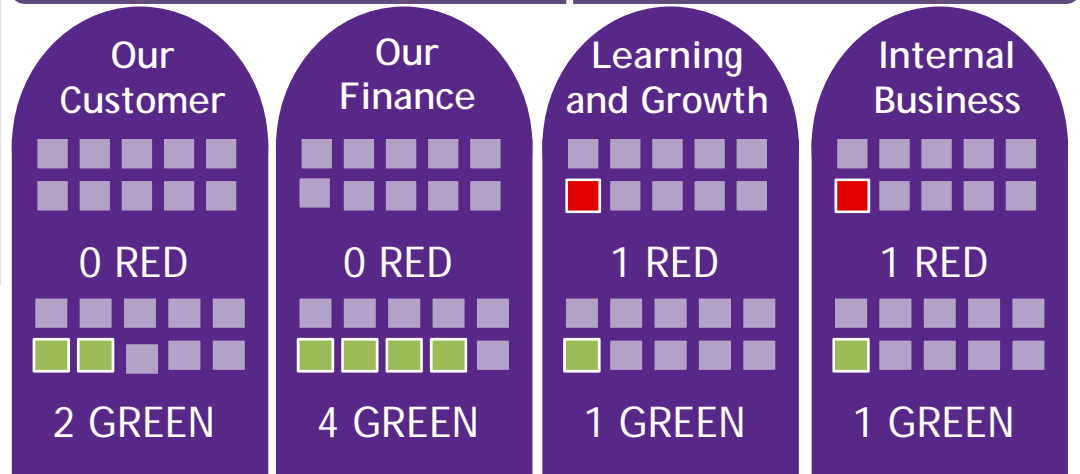 Our
Customer
0 RED
2 GREEN
Our
Finance
0 RED
4 GREEN
Learning
and Growth
1 RED
1 GREEN
Internal
Business
1 RED
1 GREEN